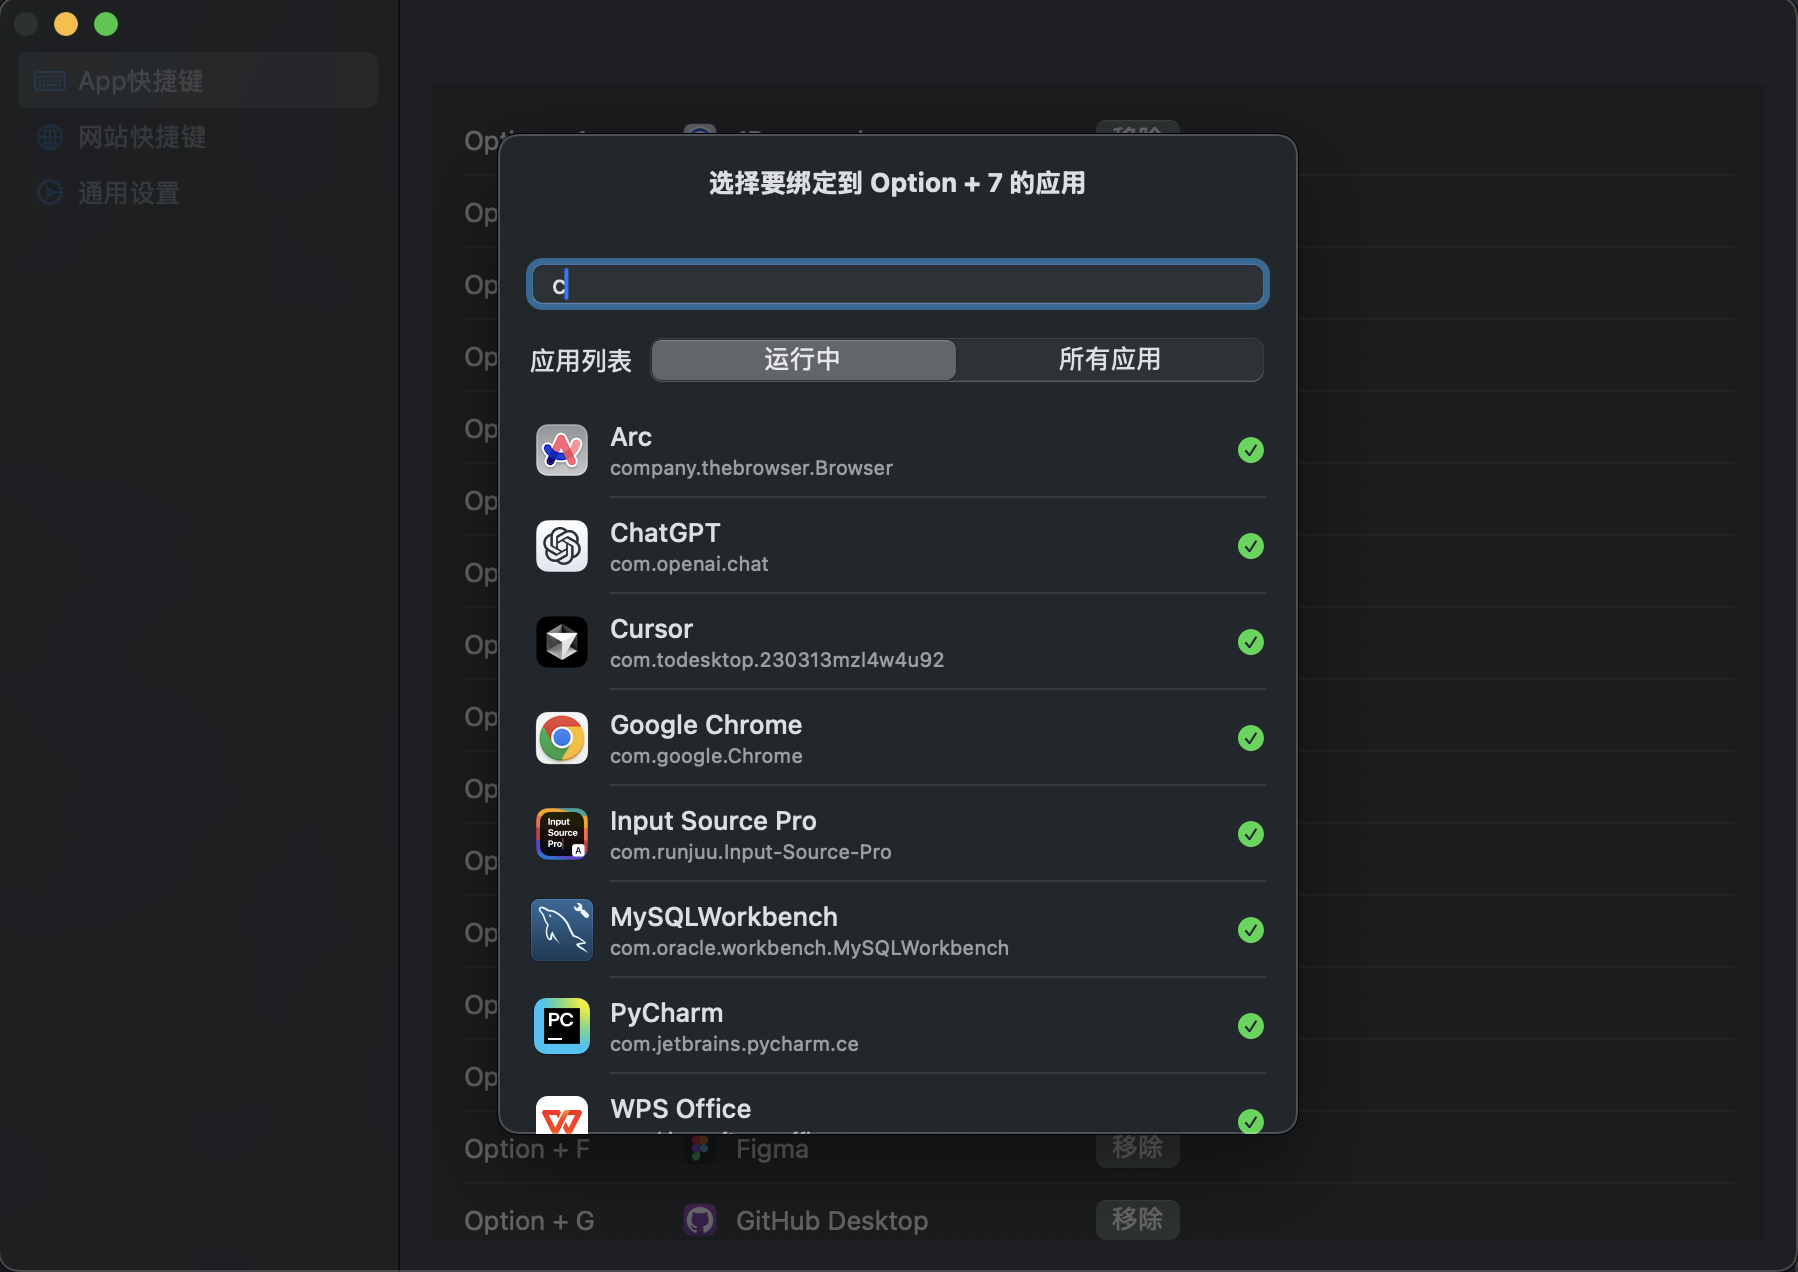 App快捷键
网站快捷键
通用设置
选择要绑定到 Option + 7 的应用
c
应用列表
运行中
所有应用
Arc
company.thebrowser.Browser
ChatGPT
com.openai.chat
Cursor
com.todesktop.230313mzl4w4u92
Google Chrome
com.google.Chrome
Input Source Pro
com.runjuu.Input-Source-Pro
MySQLWorkbench
com.oracle.workbench.MySQLWorkbench
PyCharm
com.jetbrains.pycharm.ce
WPS Office
Option + F
Figma
移除
Option + G
GitHub Desktop
移除